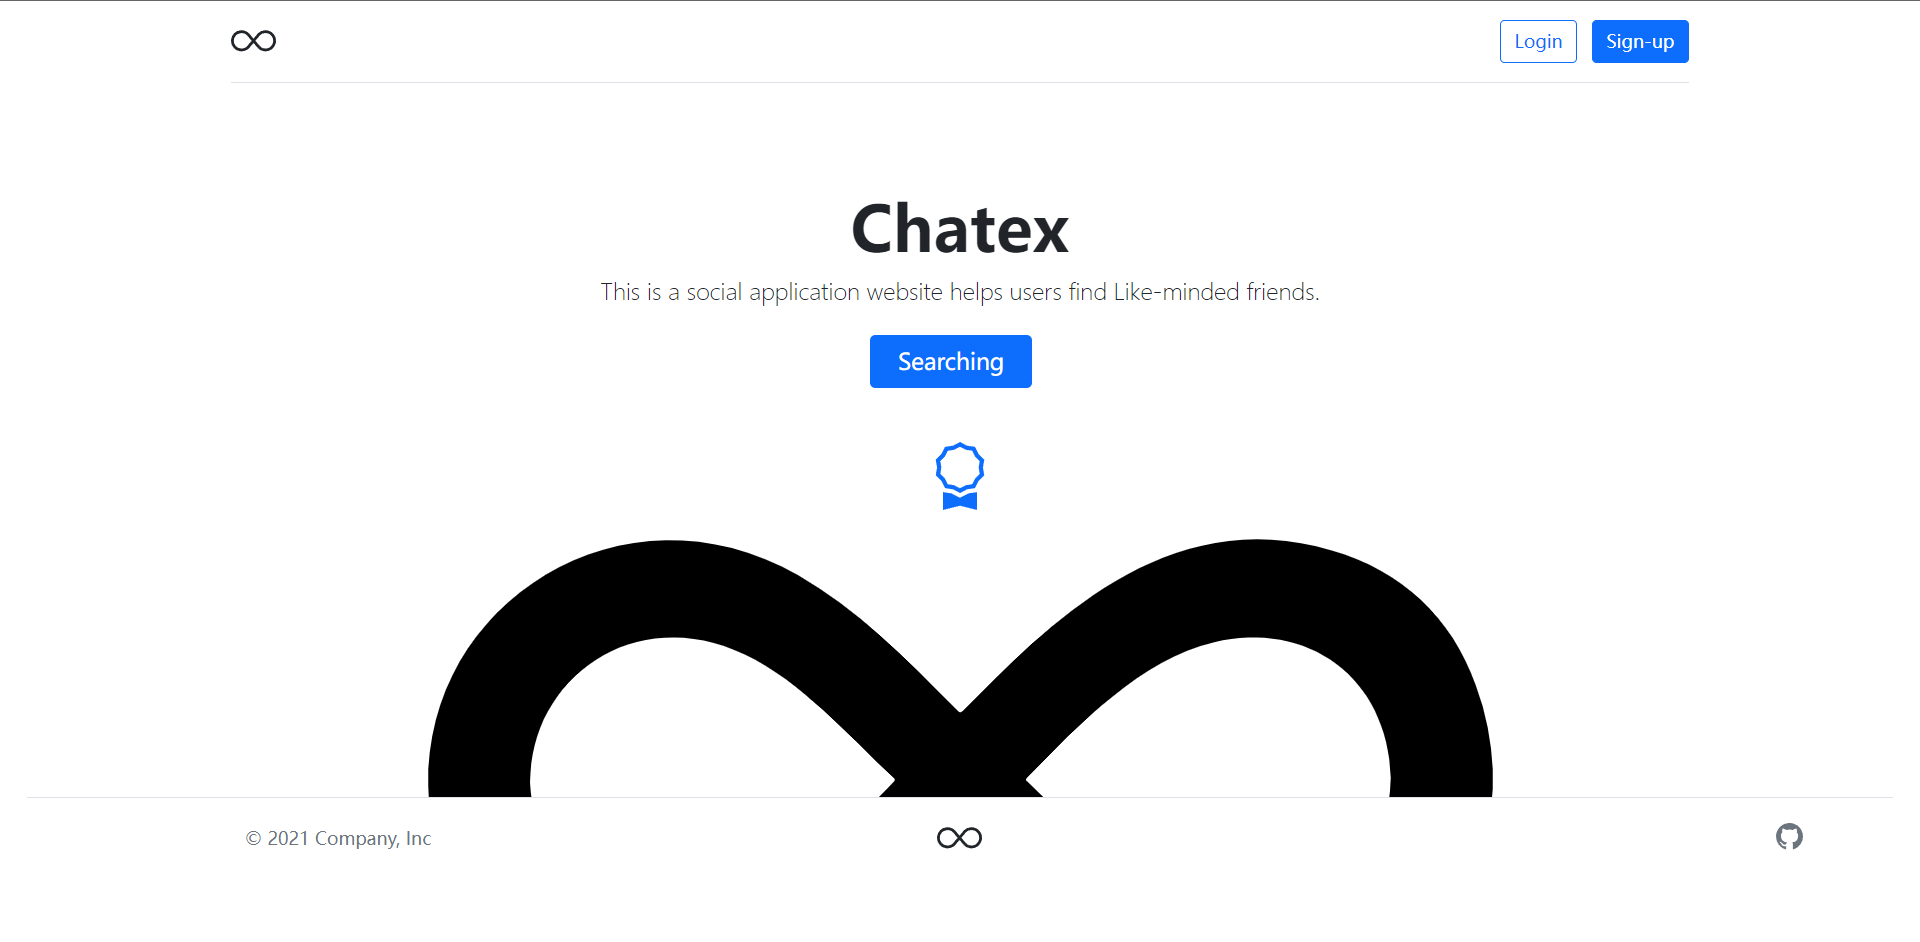 Login
Sign-up
Chatex
This is a social application website helps users find Like-minded friends.
Searching
© 2021 Company, Inc